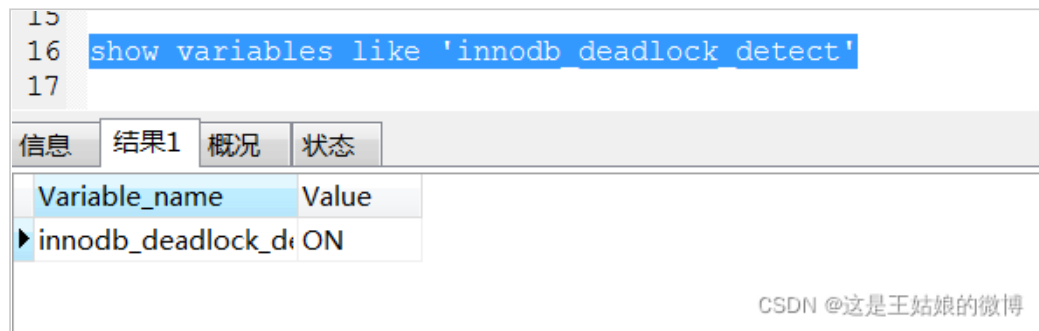 15
16 show variables like 'innodb_deadlock_detect'
17
信息 结果1 概况 状态
Variable_name Value
innodb_deadlock_de ON
CSDN @这是王姑娘的微博